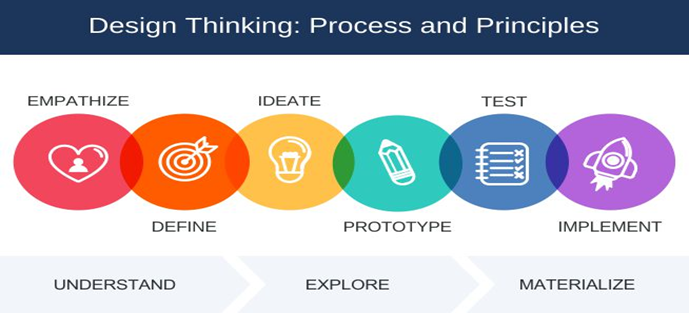 Design Thinking: Process and Principles
EMPATHIZE
IDEATE
TEST
DEFINE
PROTOTYPE
IMPLEMENT
UNDERSTAND
EXPLORE
MATERIALIZE